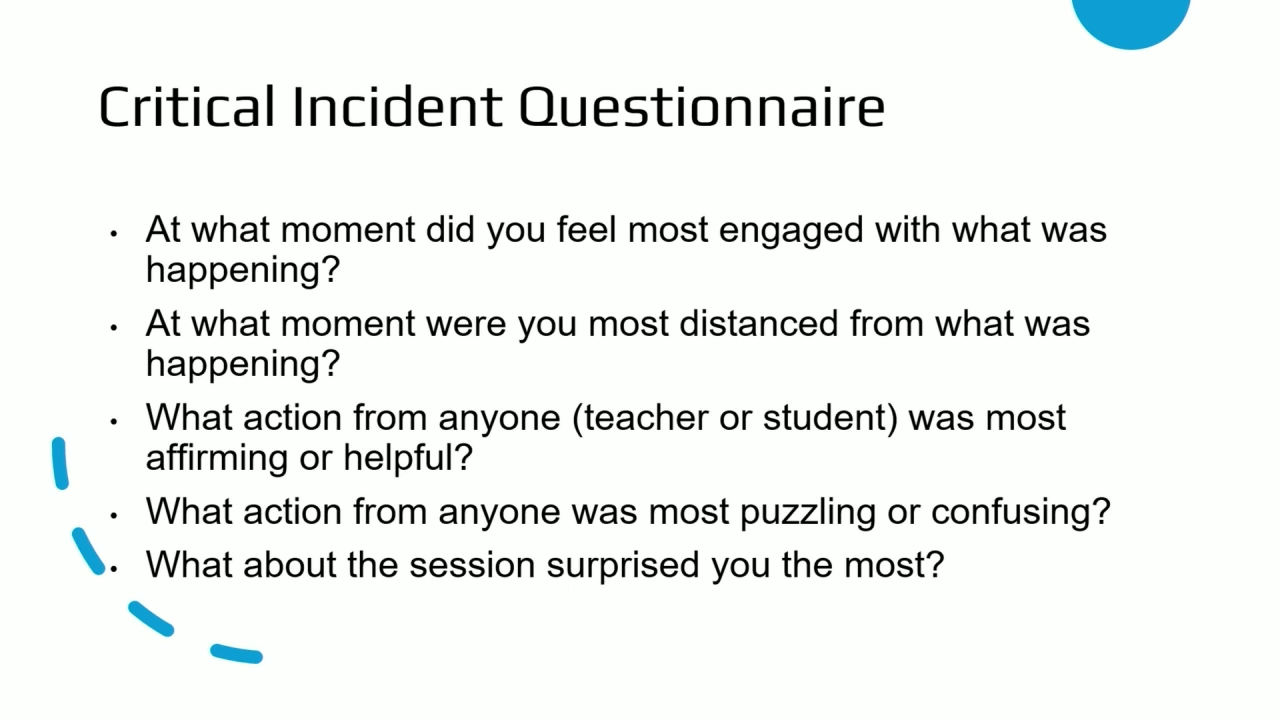 Critical Incident Questionnaire
• At what moment did you feel most engaged with what was
happening?
• At what moment were you most distanced from what was
happening?
• What action from anyone (teacher or student) was most
affirming or helpful?
• What action from anyone was most puzzling or confusing?
• What about the session surprised you the most?